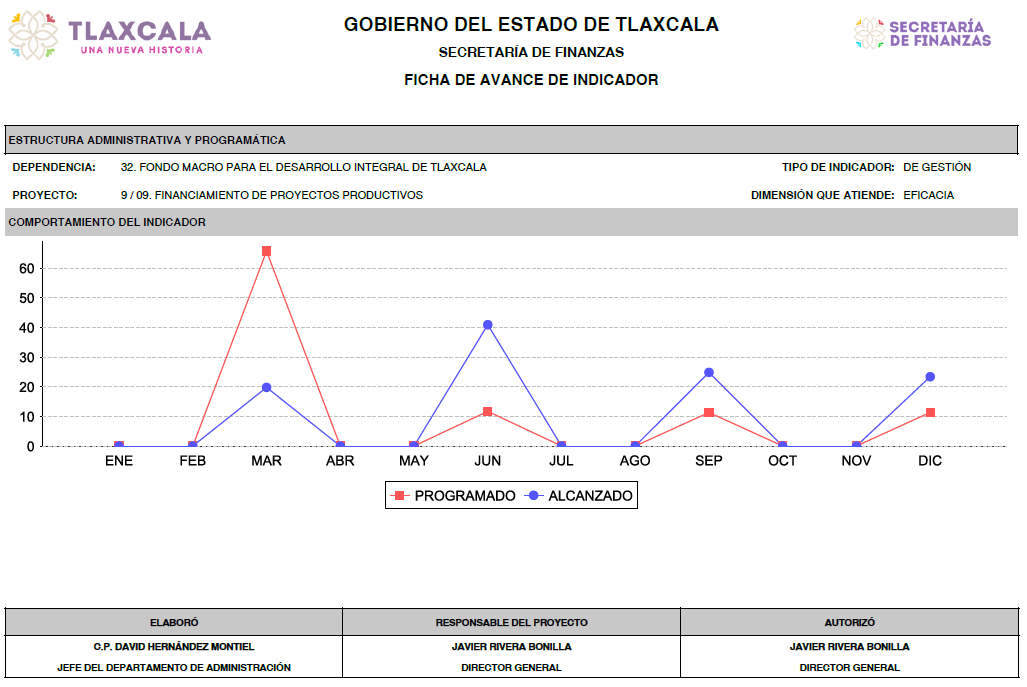 TLAXCALA
UNA NUEVA HISTORIA
GOBIERNO DEL ESTADO DE TLAXCALA
SECRETARÍA DE FINANZAS
FICHA DE AVANCE DE INDICADOR
SECRETARÍA
DE FINANZAS
ESTRUCTURA ADMINISTRATIVA Y PROGRAMÁTICA
DEPENDENCIA: 32. FONDO MACRO PARA EL DESARROLLO INTEGRAL DE TLAXCALA TIPO DE INDICADOR: DE GESTIÓN
PROYECTO: 9 / 09. FINANCIAMIENTO DE PROYECTOS PRODUCTIVOS DIMENSIÓN QUE ATIENDE: EFICACIA
COMPORTAMIENTO DEL INDICADOR
60
50
40
30
20
10
0
ENE FEB MAR ABR MAY JUN JUL AGO SEP OCT NOV DIC
PROGRAMADO ALCANZADO
ELABORÓ RESPONSABLE DEL PROYECTO AUTORIZÓ
C.P. DAVID HERNÁNDEZ MONTIEL JAVIER RIVERA BONILLA JAVIER RIVERA BONILLA
JEFE DEL DEPARTAMENTO DE ADMINISTRACIÓN DIRECTOR GENERAL DIRECTOR GENERAL